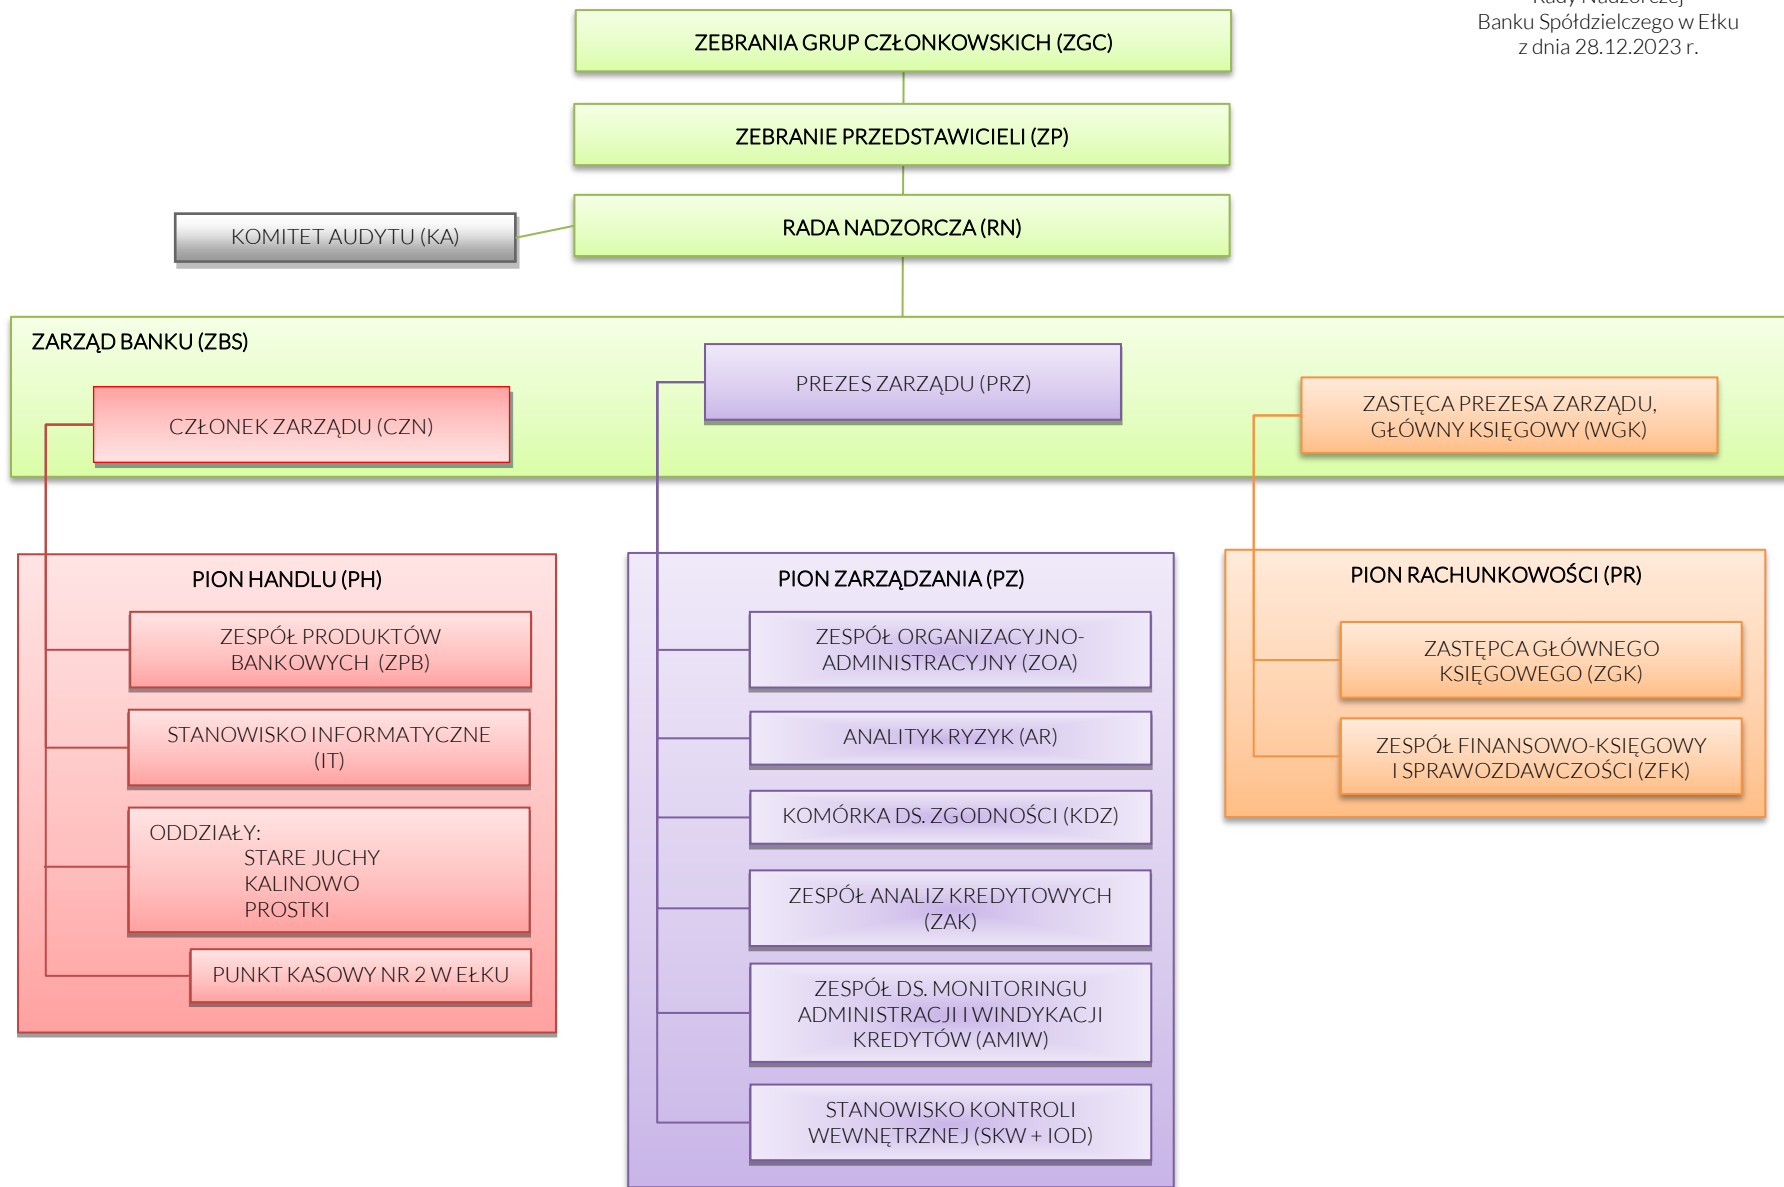 Rady Nadzorczej
Banku Spółdzielczego w Ełku
z dnia 28.12.2023 r.
ZEBRANIA GRUP CZŁONKOWSKICH (ZGC)
ZEBRANIE PRZEDSTAWICIELI (ZP)
RADA NADZORCZA (RN)
KOMITET AUDYTU (KA)
ZARZĄD BANKU (ZBS)
CZŁONEK ZARZĄDU (CZN)
PREZES ZARZĄDU (PRZ)
ZASTĘCA PREZESA ZARZĄDU,
GŁÓWNY KSIĘGOWY (WGK)
PION HANDLU (PH)
ZESPÓŁ PRODUKTÓW
BANKOWYCH (ZPB)
STANOWISKO INFORMATYCZNE
(IT)
ODDZIAŁY:
STARE JUCHY
KALINOWO
PROSTKI
PUNKT KASOWY NR 2 W EŁKU
PION ZARZĄDZANIA (PZ)
ZESPÓŁ ORGANIZACYJNO-
ADMINISTRACYJNY (ZOA)
ANALITYK RYZYK (AR)
KOMÓRKA DS. ZGODNOŚCI (KDZ)
ZESPÓŁ ANALIZ KREDYTOWYCH
(ZAK)
ZESPÓŁ DS. MONITORINGU
ADMINISTRACJI I WINDYKACJI
KREDYTÓW (AMIW)
STANOWISKO KONTROLI
WEWNĘTRZNEJ (SKW + IOD)
PION RACHUNKOWOŚCI (PR)
ZASTĘPCA GŁÓWNEGO
KSIĘGOWEGO (ZGK)
ZESPÓŁ FINANSOWO-KSIĘGOWY
I SPRAWOZDAWCZOŚCI (ZFK)